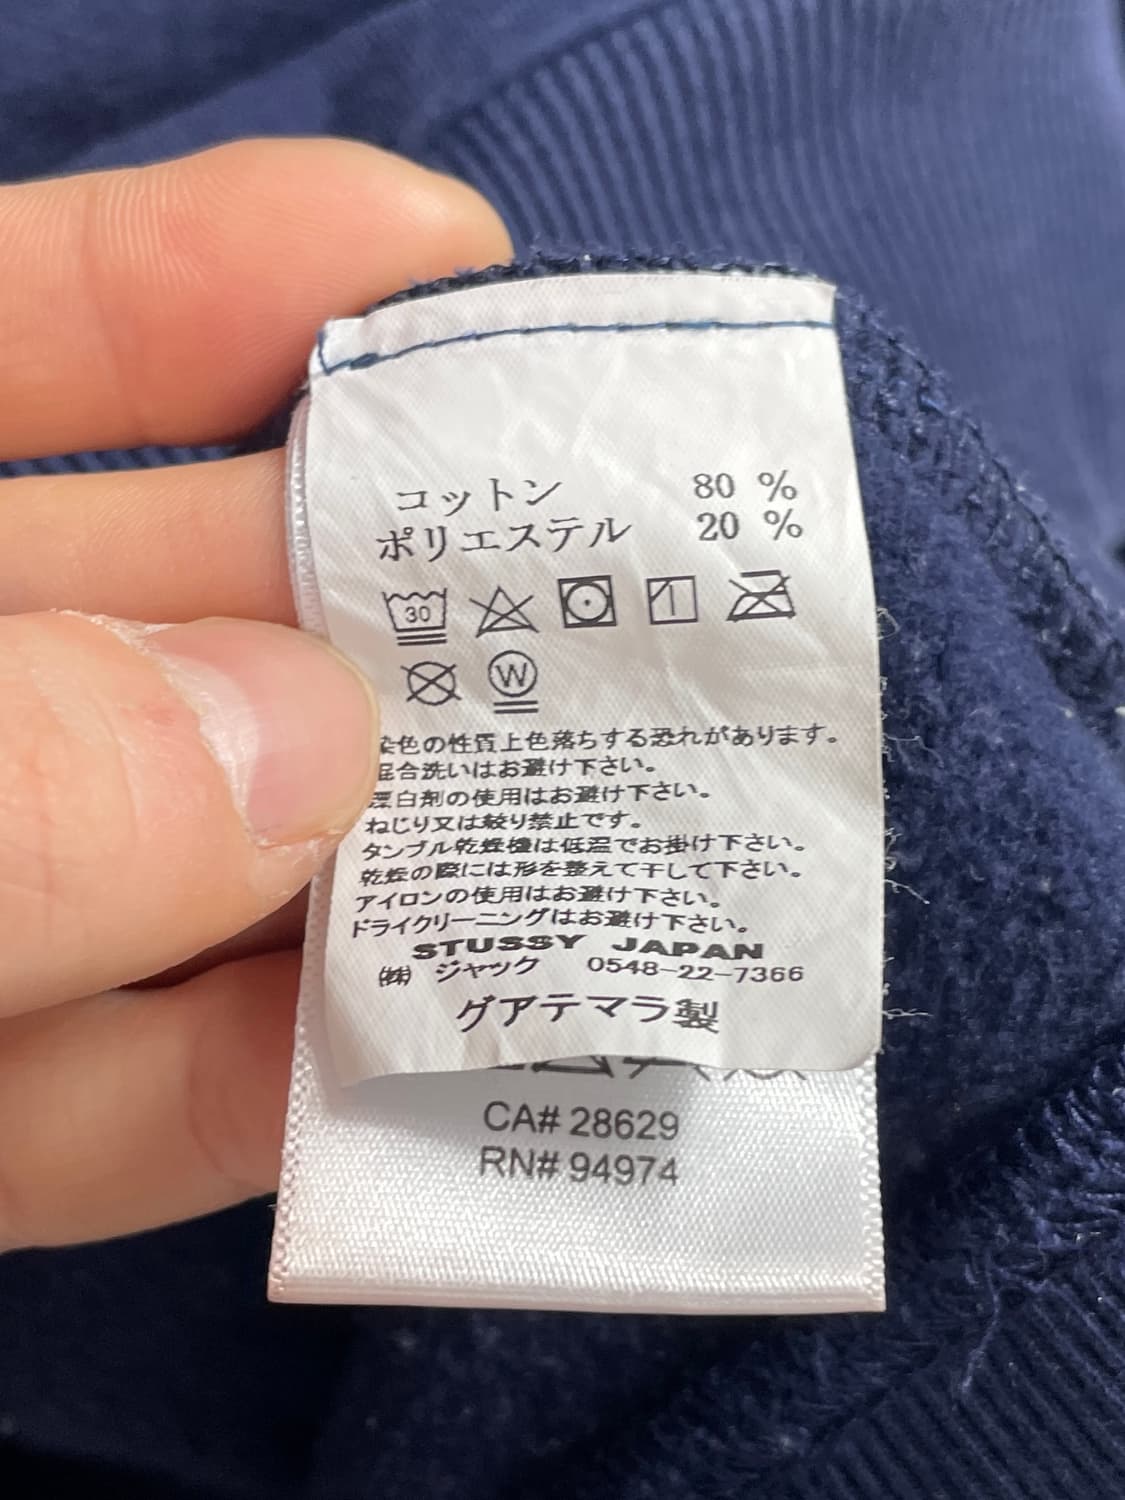 コットン 80 %
ポリエステル 20 %
30
W
染色の性質上色落ちする恐れがあります。
混合洗いはお避け下さい。
漂白剤の使用はお避け下さい。
ねじり又は絞り禁止です。
タンブル乾燥機は低温でお掛け下さい。
乾燥の際には形を整えて干して下さい。
アイロンの使用はお避け下さい。
ドライクリーニングはお避け下さい。
STUSSY JAPAN
㈱ ジャック 0548-22-7366
グアテマラ製
CA# 28629
RN# 94974